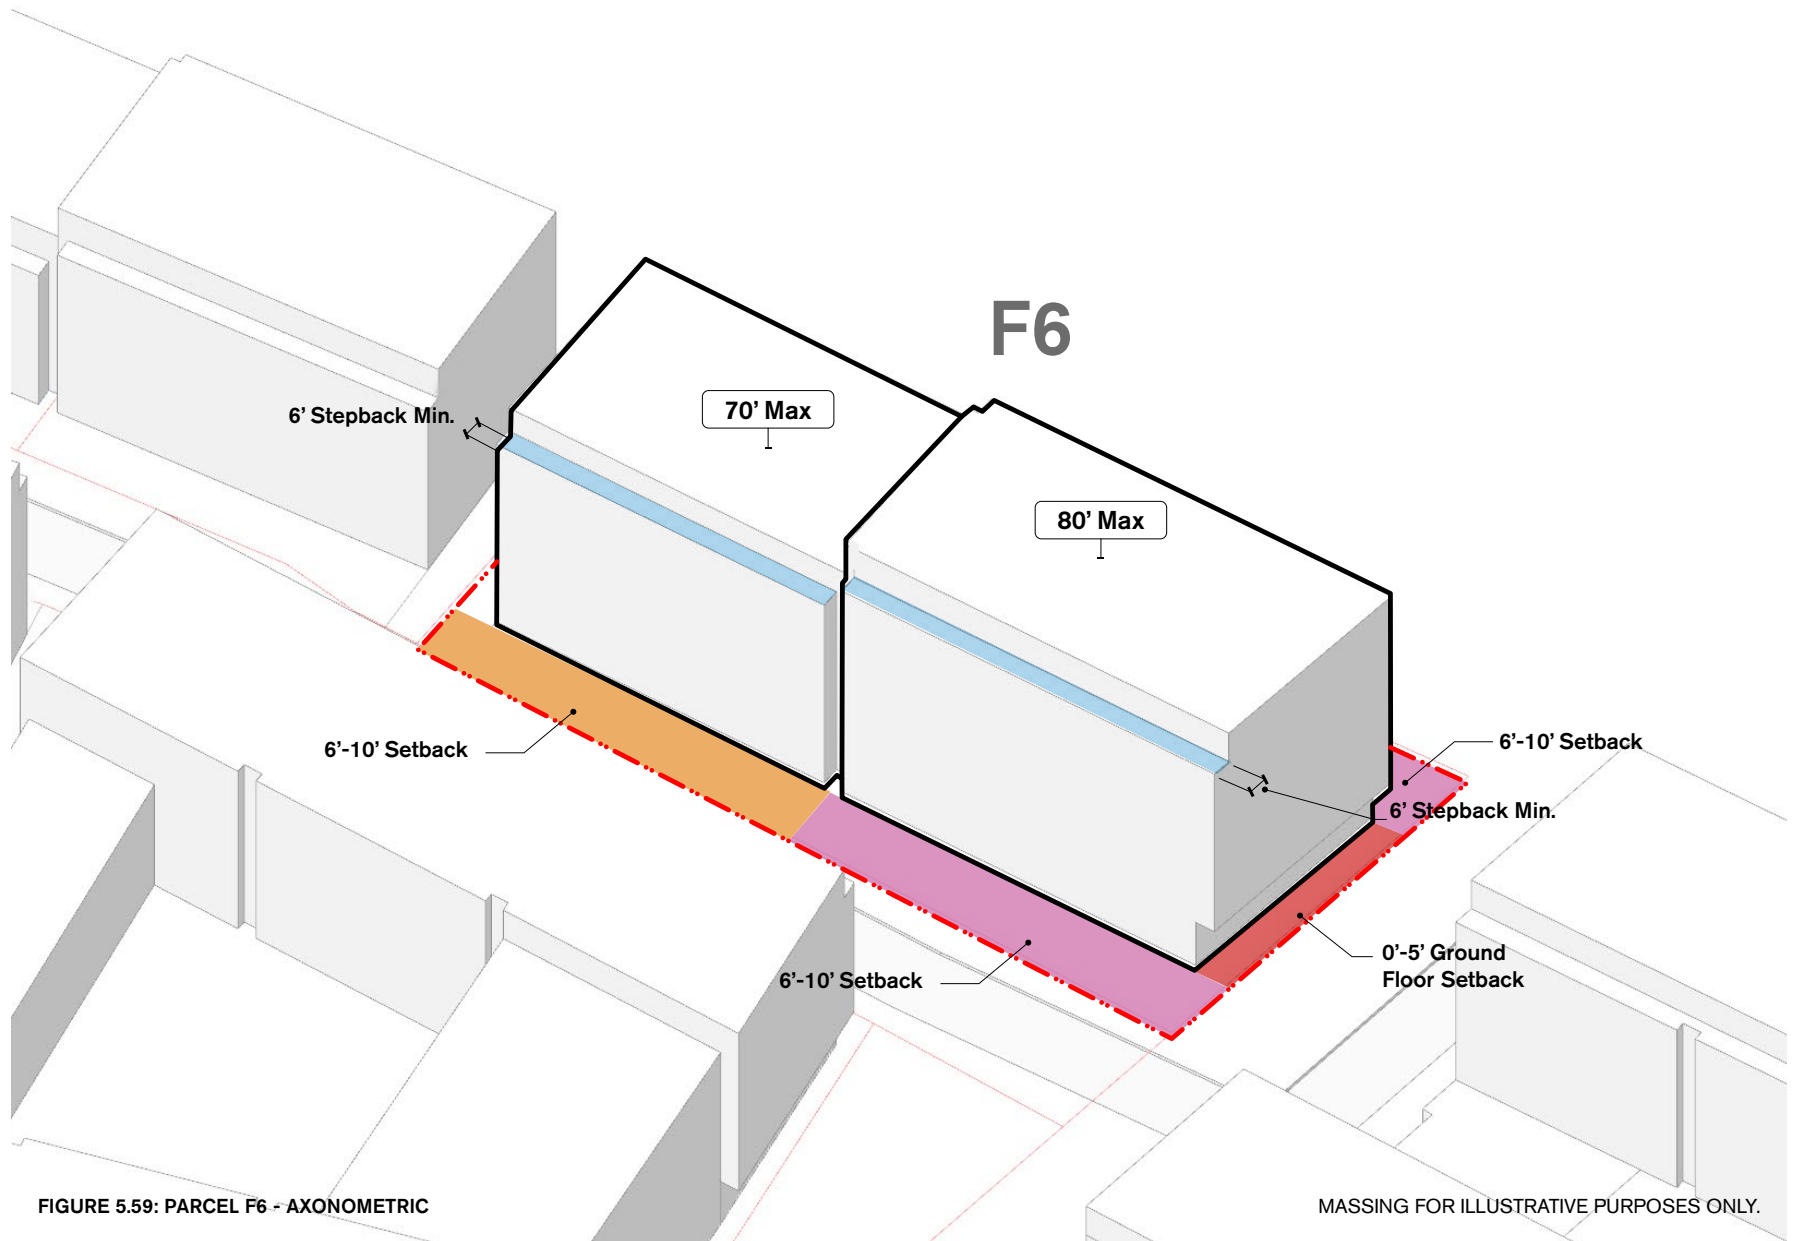 F6
70’ Max
6’ Stepback Min.
80’ Max
6’-10’ Setback
6’-10’ Setback
6’ Stepback Min.
6’-10’ Setback
0’-5’ Ground
Floor Setback
FIGURE 5.59: PARCEL F6 - AXONOMETRIC
MASSING FOR ILLUSTRATIVE PURPOSES ONLY.